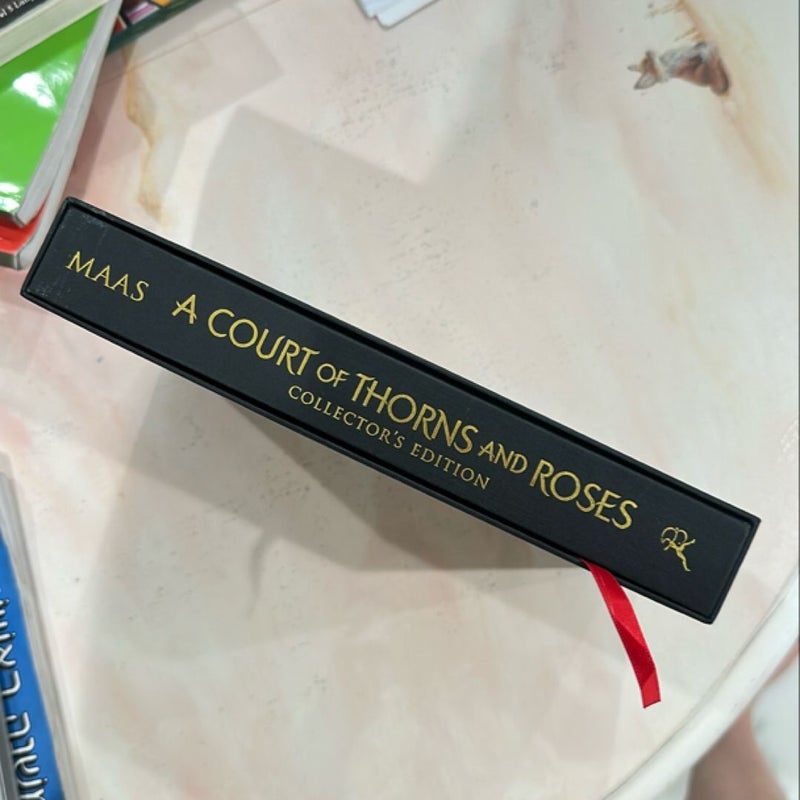 MAAS
A COURT OF THORNS AND ROSES
COLLECTOR'S EDITION